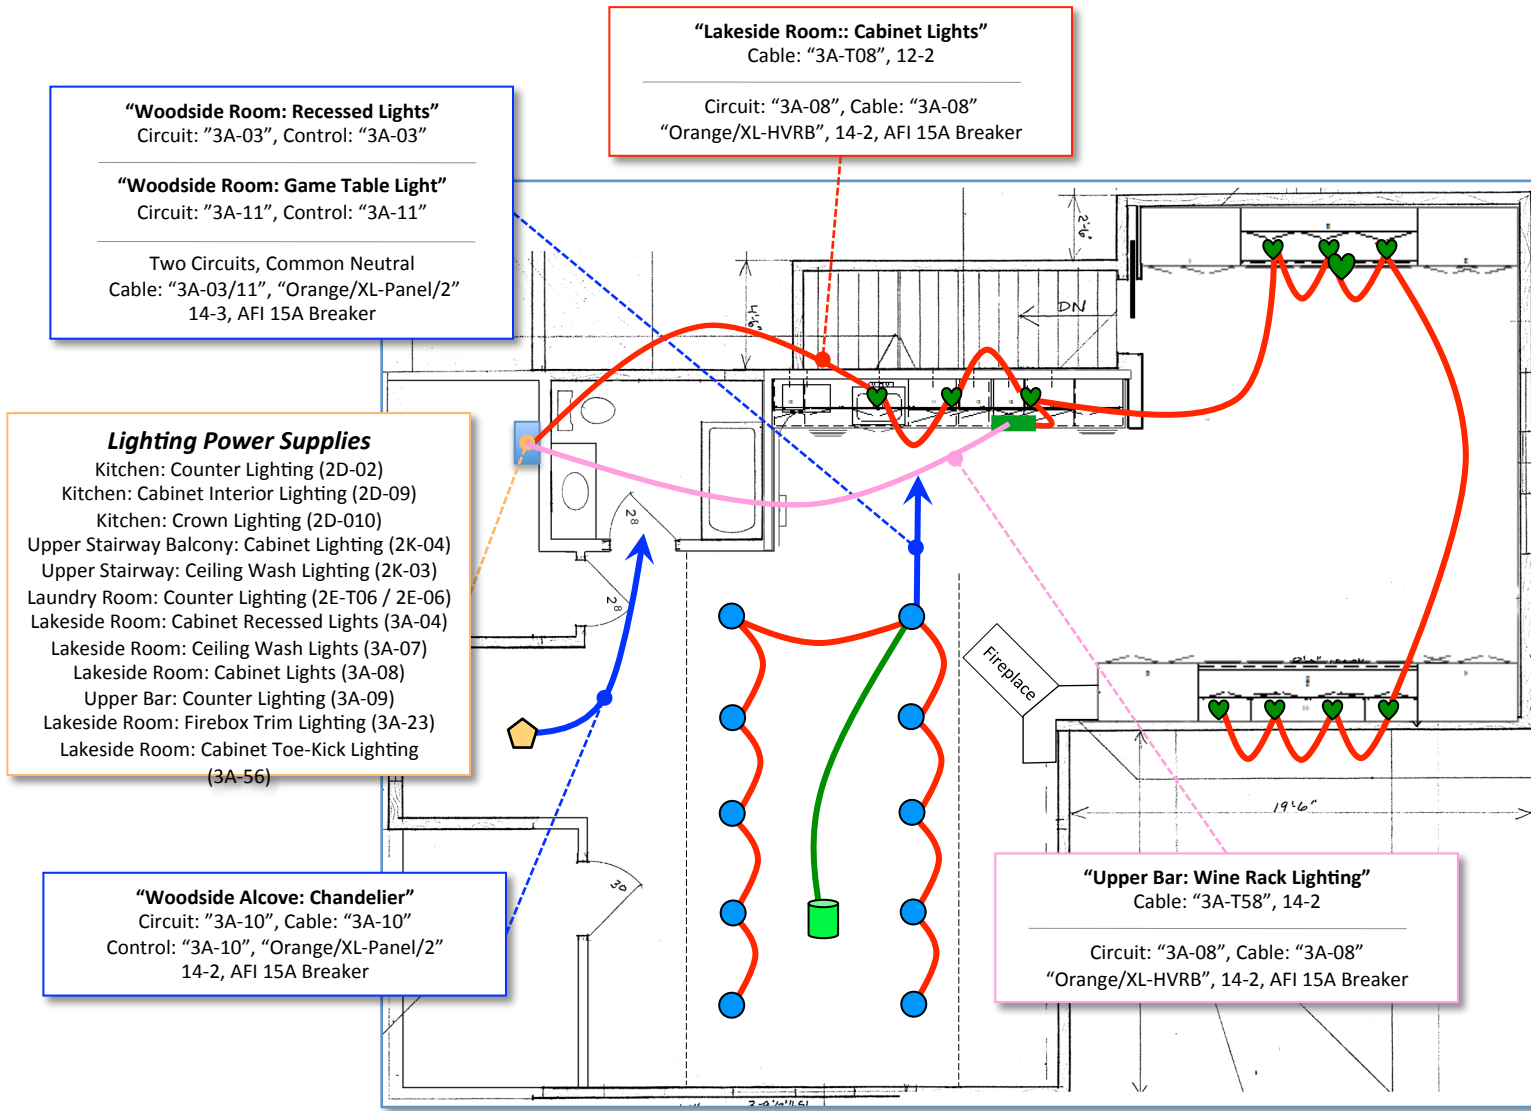 “Lakeside Room:: Cabinet Lights”
Cable: “3A-T08”, 12-2
Circuit: “3A-08”, Cable: “3A-08”
“Orange/XL-HVRB”, 14-2, AFI 15A Breaker
“Woodside Room: Recessed Lights”
Circuit: ”3A-03”, Control: “3A-03”
“Woodside Room: Game Table Light”
Circuit: "3A-11”, Control: “3A-11”
Two Circuits, Common Neutral
Cable: “3A-03/11”, “Orange/XL-Panel/2”
14-3, AFI 15A Breaker
2'-6"
4'-6"
DN
Lighting Power Supplies
Kitchen: Counter Lighting (2D-02)
Kitchen: Cabinet Interior Lighting (2D-09)
Kitchen: Crown Lighting (2D-010)
Upper Stairway Balcony: Cabinet Lighting (2K-04)
Upper Stairway: Ceiling Wash Lighting (2K-03)
Laundry Room: Counter Lighting (2E-T06 / 2E-06)
Lakeside Room: Cabinet Recessed Lights (3A-04)
Lakeside Room: Ceiling Wash Lights (3A-07)
Lakeside Room: Cabinet Lights (3A-08)
Upper Bar: Counter Lighting (3A-09)
Lakeside Room: Firebox Trim Lighting (3A-23)
Lakeside Room: Cabinet Toe-Kick Lighting
(3A-56)
2⁸
2⁸
Fireplace
19'-6"
30
“Woodside Alcove: Chandelier”
Circuit: ”3A-10”, Cable: “3A-10”
Control: “3A-10”, “Orange/XL-Panel/2”
14-2, AFI 15A Breaker
“Upper Bar: Wine Rack Lighting”
Cable: “3A-T58”, 14-2
Circuit: “3A-08”, Cable: “3A-08”
“Orange/XL-HVRB”, 14-2, AFI 15A Breaker